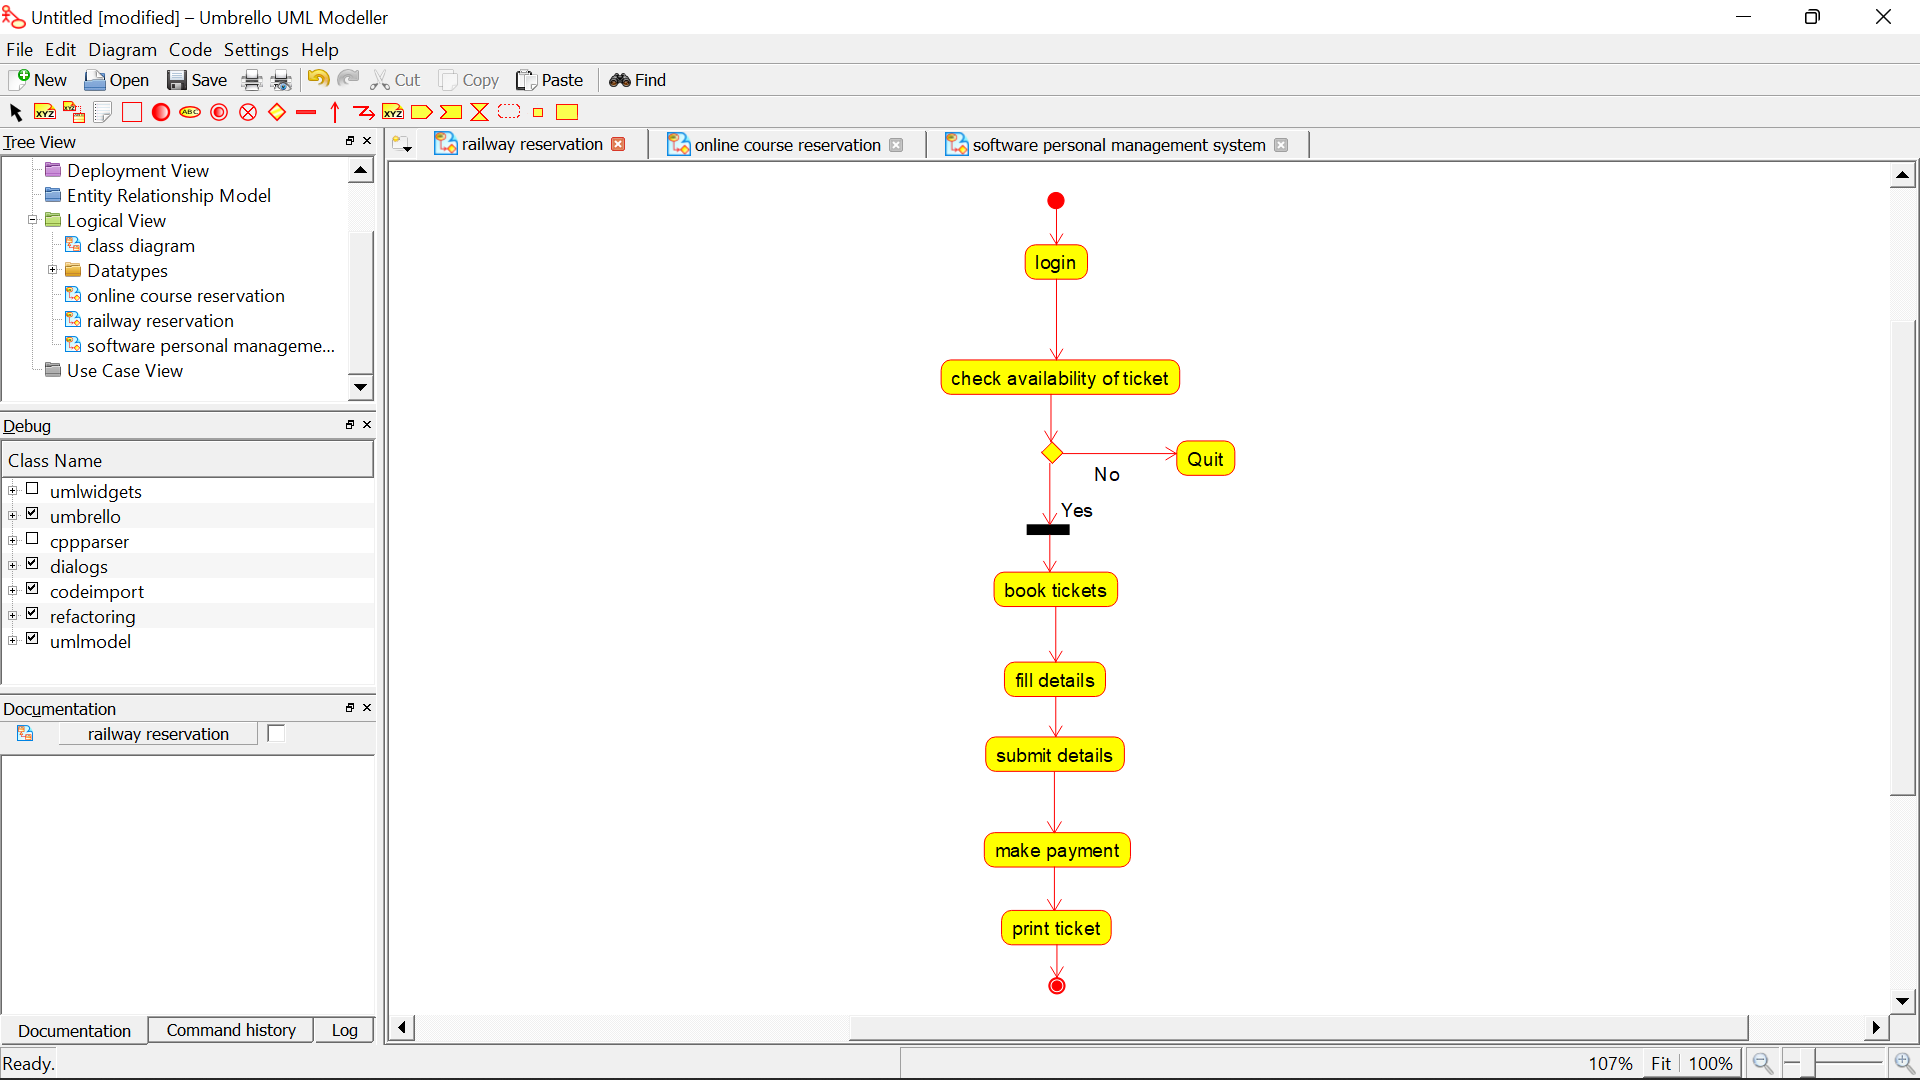 Untitled [modified] – Umbrello UML Modeller
File Edit Diagram Code Settings Help
New Open Save Cut Copy Paste Find
XYZ XYZ ABC XYZ
Tree View
railway reservation
online course reservation
software personal management system
Deployment View
Entity Relationship Model
Logical View
class diagram
Datatypes
online course reservation
railway reservation
software personal manageme...
Use Case View
Debug
Class Name
umlwidgets
umbrello
cppparser
dialogs
codeimport
refactoring
umlmodel
Documentation
railway reservation
Documentation
Command history
Log
login
check availability of ticket
Quit
No
Yes
book tickets
fill details
submit details
make payment
print ticket
Ready.
107% Fit 100%